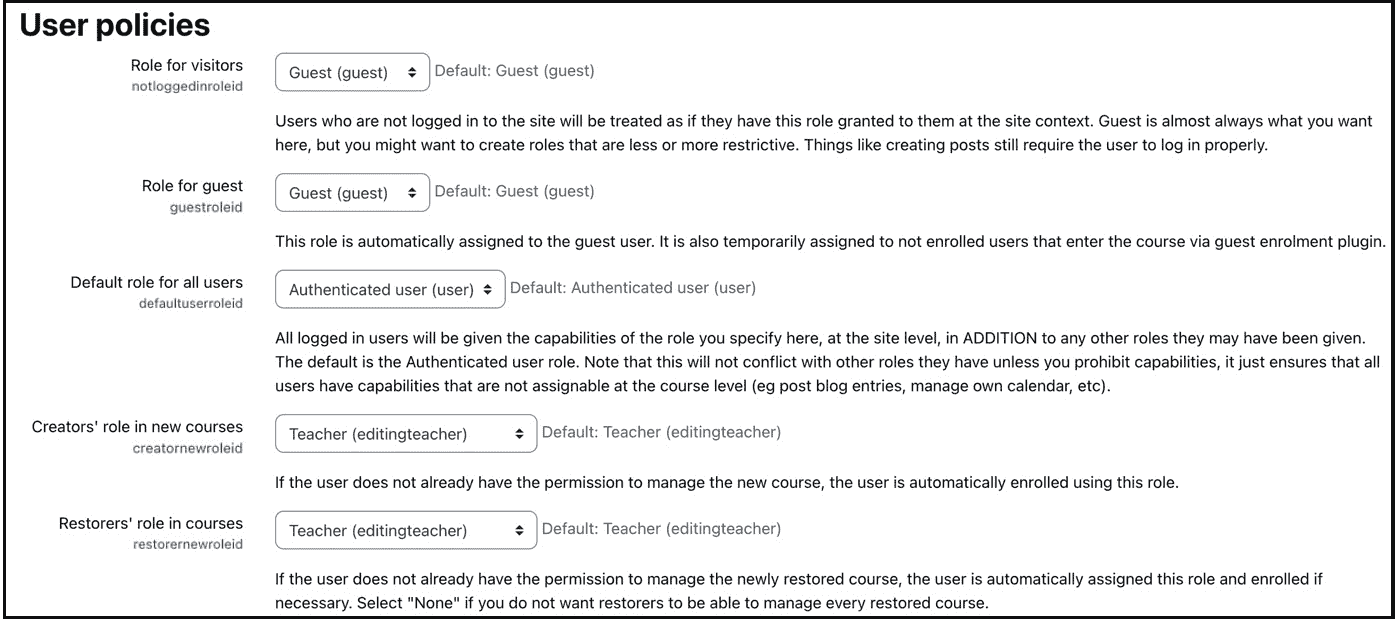 User policies
Role for visitors
notloggedinroleid
Guest (guest) Default: Guest (guest)
Users who are not logged in to the site will be treated as if they have this role granted to them at the site context. Guest is almost always what you want
here, but you might want to create roles that are less or more restrictive. Things like creating posts still require the user to log in properly.
Role for guest
guestroleid
Guest (guest) Default: Guest (guest)
This role is automatically assigned to the guest user. It is also temporarily assigned to not enrolled users that enter the course via guest enrolment plugin.
Default role for all users
defaultuserroleid
Authenticated user (user) Default: Authenticated user (user)
All logged in users will be given the capabilities of the role you specify here, at the site level, in ADDITION to any other roles they may have been given.
The default is the Authenticated user role. Note that this will not conflict with other roles they have unless you prohibit capabilities, it just ensures that all
users have capabilities that are not assignable at the course level (eg post blog entries, manage own calendar, etc).
Creators' role in new courses
creatornewroleid
Teacher (editingteacher) Default: Teacher (editingteacher)
If the user does not already have the permission to manage the new course, the user is automatically enrolled using this role.
Restorers' role in courses
restorernewroleid
Teacher (editingteacher) Default: Teacher (editingteacher)
If the user does not already have the permission to manage the newly restored course, the user is automatically assigned this role and enrolled if
necessary. Select "None" if you do not want restorers to be able to manage every restored course.